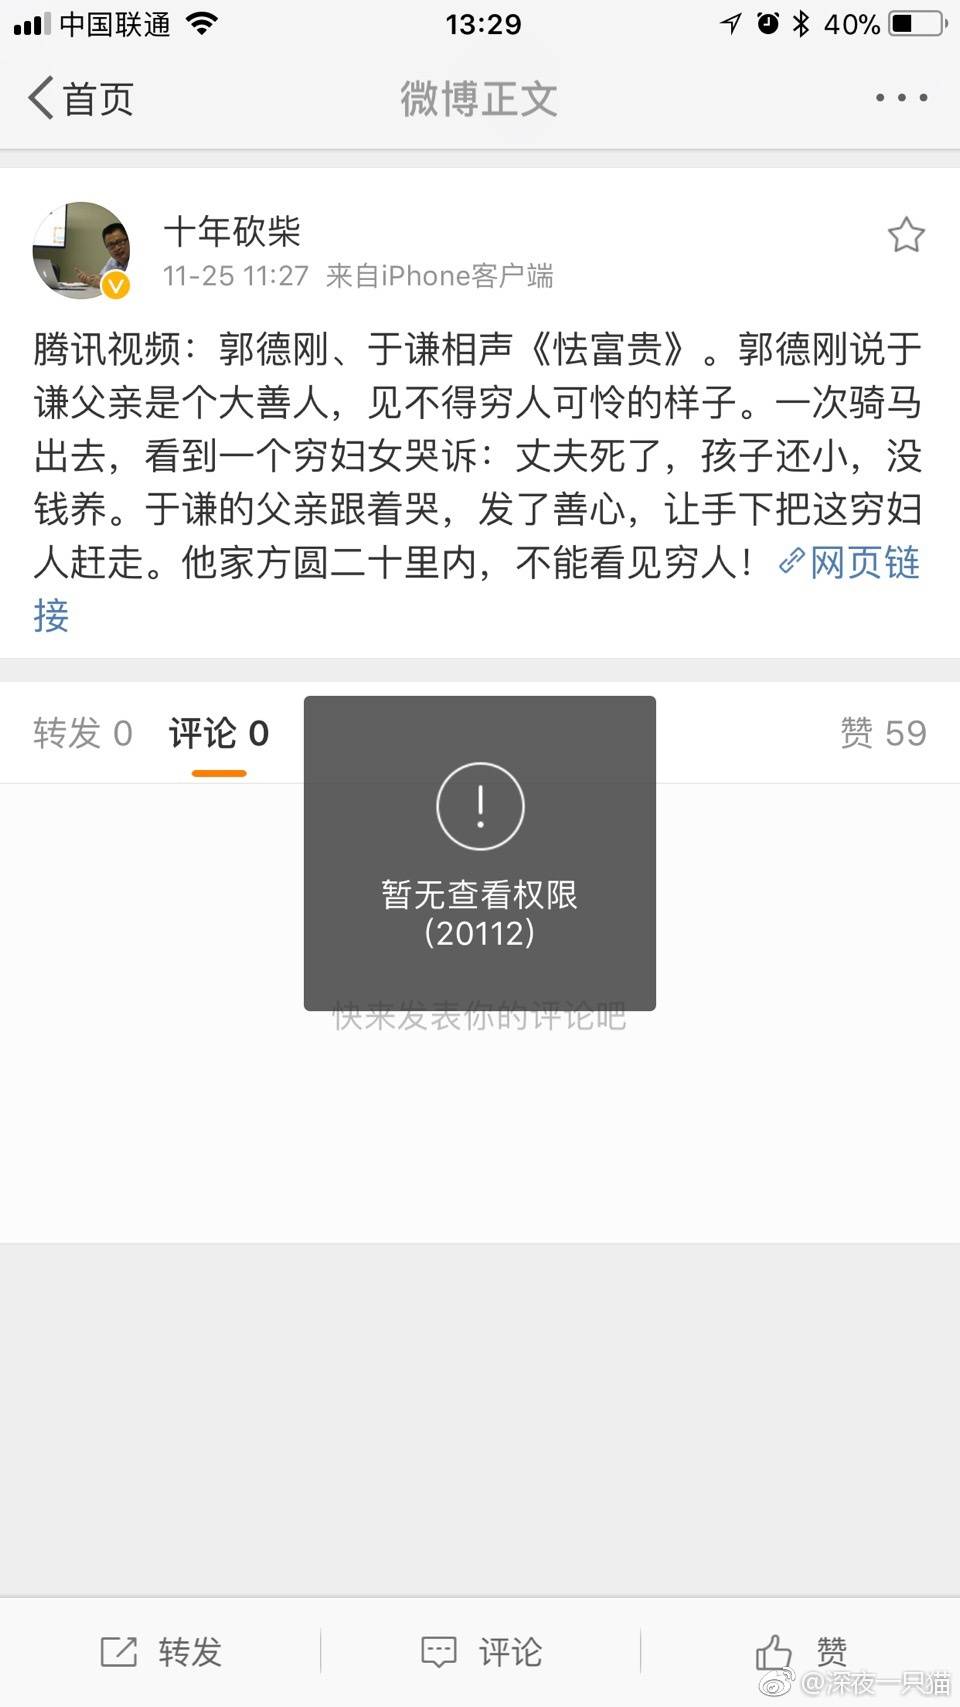 中国联通 13:29 40%
首页 微博正文
十年砍柴
11-25 11:27 来自iPhone客户端
腾讯视频：郭德刚、于谦相声《怯富贵》。郭德刚说于
谦父亲是个大善人，见不得穷人可怜的样子。一次骑马
出去，看到一个穷妇女哭诉：丈夫死了，孩子还小，没
钱养。于谦的父亲跟着哭，发了善心，让手下把这穷妇
人赶走。他家方圆二十里内，不能看见穷人！网页链
接
转发 0 评论 0 赞 59
暂无查看权限
(20112)
快来发表你的评论吧
转发 评论 赞
@深夜一只猫